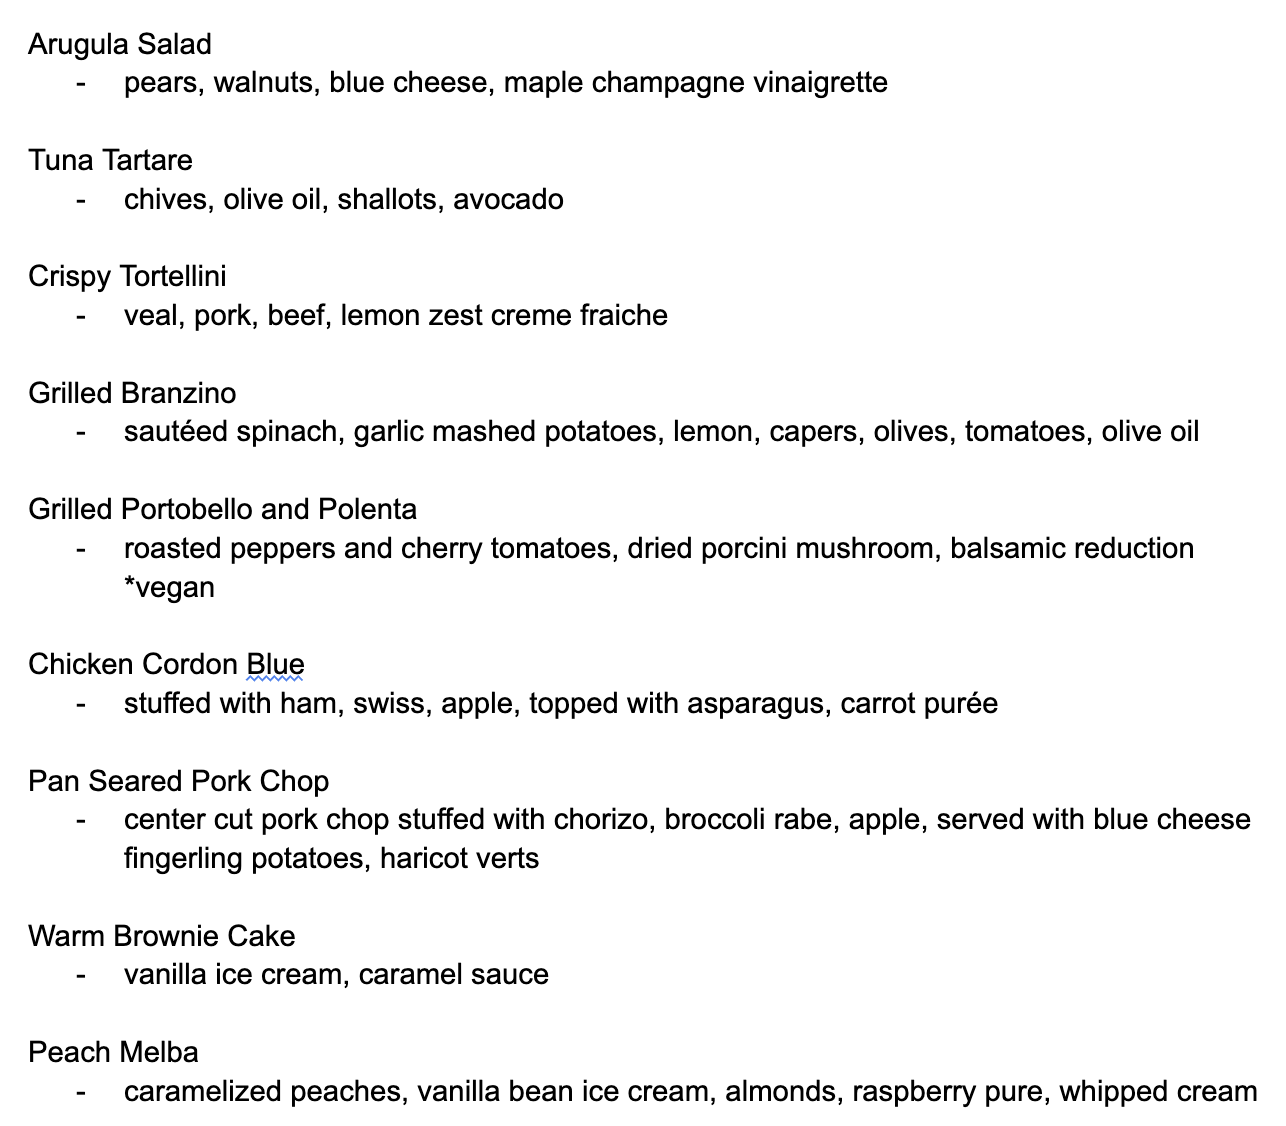 Arugula Salad
- pears, walnuts, blue cheese, maple champagne vinaigrette
Tuna Tartare
- chives, olive oil, shallots, avocado
Crispy Tortellini
- veal, pork, beef, lemon zest creme fraiche
Grilled Branzino
- sautéed spinach, garlic mashed potatoes, lemon, capers, olives, tomatoes, olive oil
Grilled Portobello and Polenta
- roasted peppers and cherry tomatoes, dried porcini mushroom, balsamic reduction
*vegan
Chicken Cordon Blue
- stuffed with ham, swiss, apple, topped with asparagus, carrot purée
Pan Seared Pork Chop
- center cut pork chop stuffed with chorizo, broccoli rabe, apple, served with blue cheese
fingerling potatoes, haricot verts
Warm Brownie Cake
- vanilla ice cream, caramel sauce
Peach Melba
- caramelized peaches, vanilla bean ice cream, almonds, raspberry pure, whipped cream